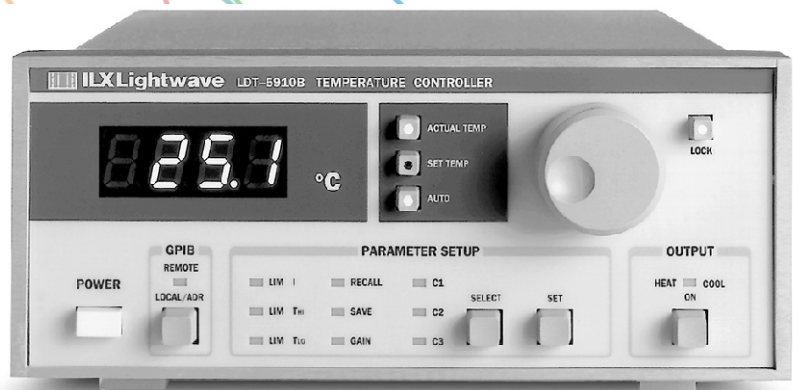 ILX Lightwave LDT-5910B TEMPERATURE CONTROLLER
25.1
°C
ACTUAL TEMP
SET TEMP
AUTO
LOCK
POWER
GPIB
REMOTE
LOCAL/ADR
PARAMETER SETUP
LIM I
RECALL
C1
LIM THI
SAVE
C2
LIM TLO
GAIN
C3
SELECT
SET
OUTPUT
HEAT COOL
ON